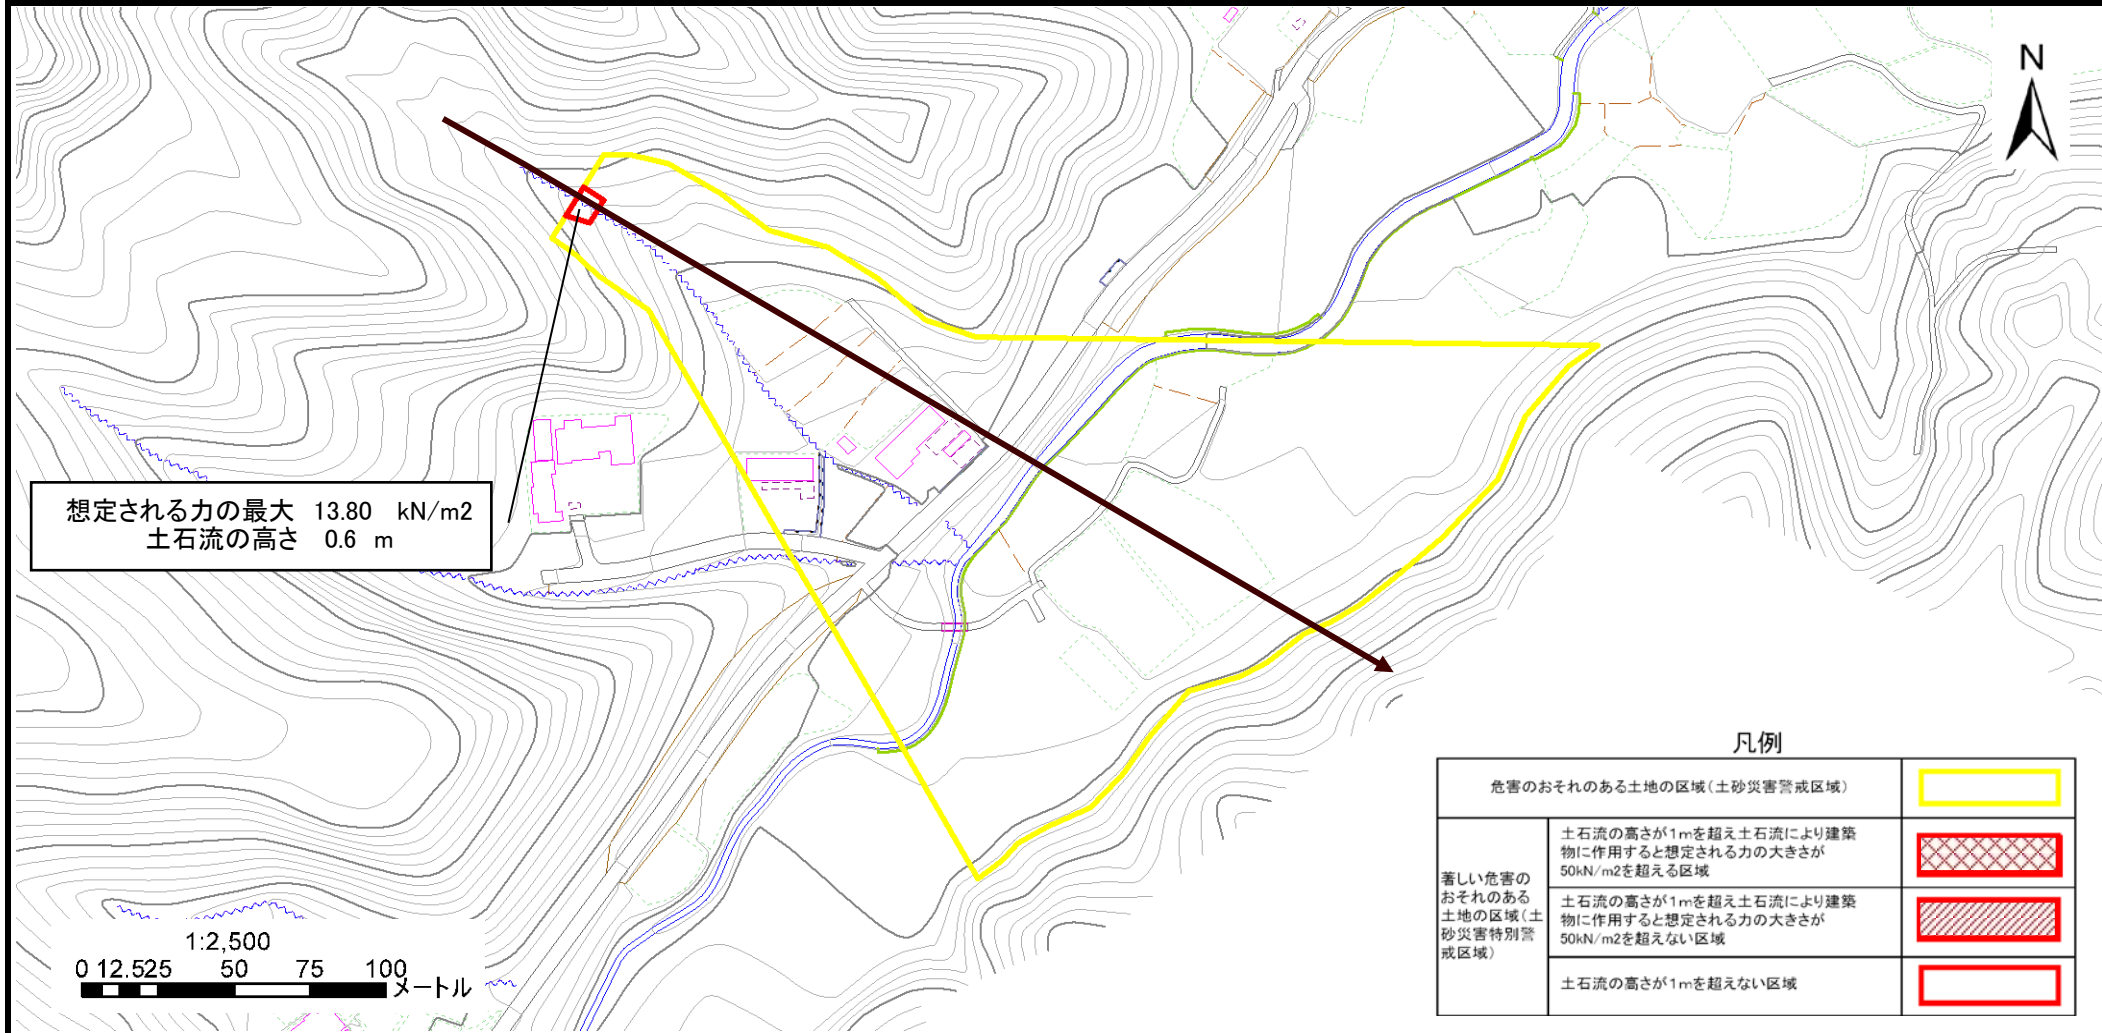 N
想定される力の最大 13.80 kN/m2
土石流の高さ 0.6 m
1:2,500
0 12.525 50 75 100
メートル
凡例
危害のおそれのある土地の区域(土砂災害警戒区域)
著しい危害の
おそれのある
土地の区域(土
砂災害特別警
戒区域)
土石流の高さが1mを超え土石流により建築
物に作用すると想定される力の大きさが
50kN/m2を超える区域
土石流の高さが1mを超え土石流により建築
物に作用すると想定される力の大きさが
50kN/m2を超えない区域
土石流の高さが1mを超えない区域